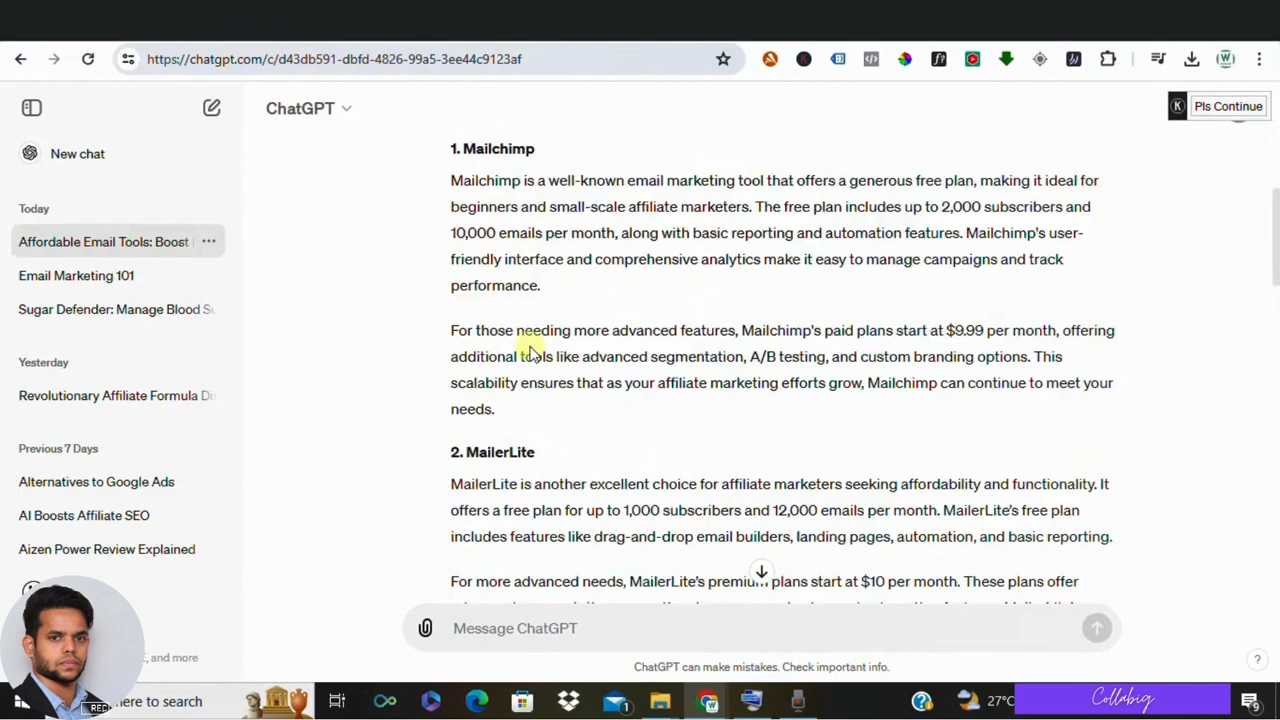 https://chatgpt.com/c/d43db591-dbfd-4826-99a5-3ee44c9123af
ChatGPT
Pls Continue
New chat
Today
Affordable Email Tools: Boost
Email Marketing 101
Sugar Defender: Manage Blood Su
Yesterday
Revolutionary Affiliate Formula Di
Previous 7 Days
Alternatives to Google Ads
AI Boosts Affiliate SEO
Aizen Power Review Explained
E, and more
1. Mailchimp
Mailchimp is a well-known email marketing tool that offers a generous free plan, making it ideal for
beginners and small-scale affiliate marketers. The free plan includes up to 2,000 subscribers and
10,000 emails per month, along with basic reporting and automation features. Mailchimp's user-
friendly interface and comprehensive analytics make it easy to manage campaigns and track
performance.
For those needing more advanced features, Mailchimp's paid plans start at $9.99 per month, offering
additional tools like advanced segmentation, A/B testing, and custom branding options. This
scalability ensures that as your affiliate marketing efforts grow, Mailchimp can continue to meet your
needs.
2. MailerLite
MailerLite is another excellent choice for affiliate marketers seeking affordability and functionality. It
offers a free plan for up to 1,000 subscribers and 12,000 emails per month. MailerLite's free plan
includes features like drag-and-drop email builders, landing pages, automation, and basic reporting.
For more advanced needs, MailerLite's premium plans start at $10 per month. These plans offer
Message ChatGPT
ChatGPT can make mistakes. Check important info.
?
REC
here to search
1
27°C
Collabig
9